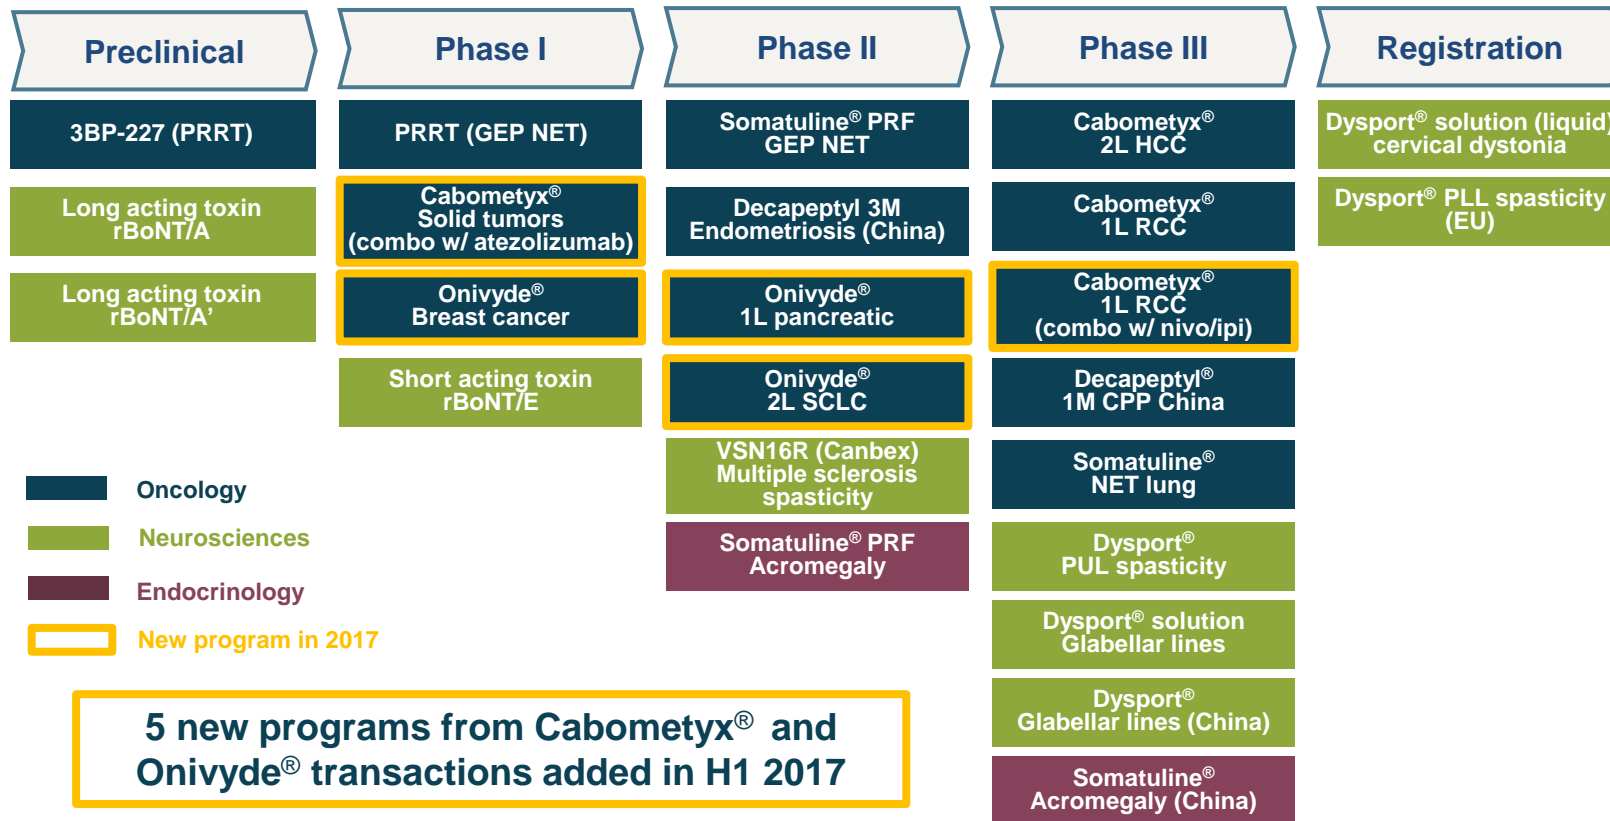 Preclinical
Phase I
Phase II
Phase III
Registration
3BP-227 (PRRT)
Long acting toxin
rBoNT/A
Long acting toxin
rBoNT/A’
PRRT (GEP NET)
Cabometyx®
Solid tumors
(combo w/ atezolizumab)
Onivyde®
Breast cancer
Short acting toxin
rBoNT/E
Somatuline® PRF
GEP NET
Decapeptyl 3M
Endometriosis (China)
Onivyde®
1L pancreatic
Onivyde®
2L SCLC
VSN16R (Canbex)
Multiple sclerosis
spasticity
Somatuline® PRF
Acromegaly
Cabometyx®
2L HCC
Cabometyx®
1L RCC
Cabometyx®
1L RCC
(combo w/ nivo/ipi)
Decapeptyl®
1M CPP China
Somatuline®
NET lung
Dysport®
PUL spasticity
Dysport® solution
Glabellar lines
Dysport®
Glabellar lines (China)
Somatuline®
Acromegaly (China)
Dysport® solution (liquid)
cervical dystonia
Dysport® PLL spasticity
(EU)
Oncology
Neurosciences
Endocrinology
New program in 2017
5 new programs from Cabometyx® and
Onivyde® transactions added in H1 2017